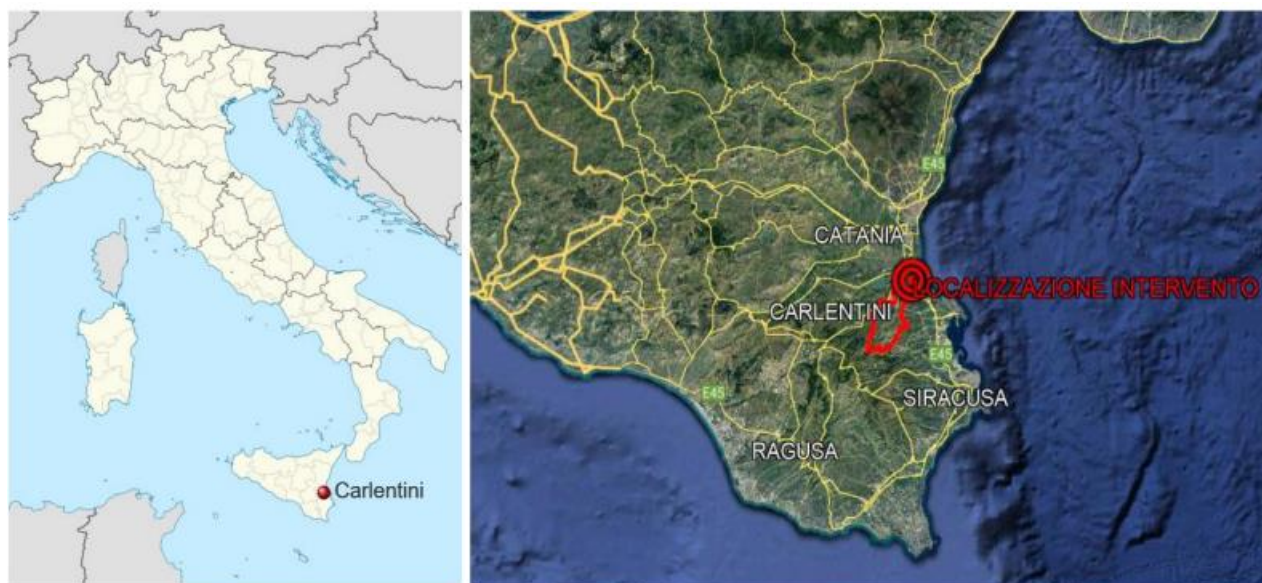 Carlentini
E45
CATANIA
LOCALIZZAZIONE INTERVENTO
CARLENTINI
E45
SIRACUSA
E45
RAGUSA